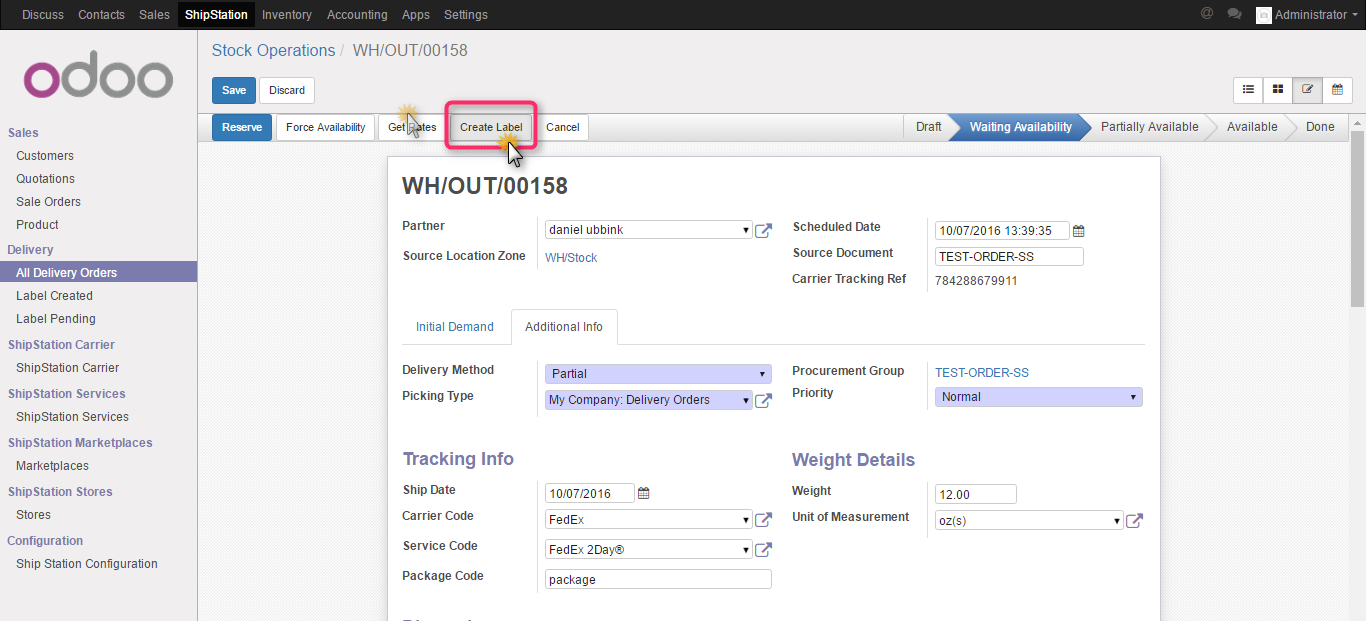 Discuss Contacts Sales ShipStation Inventory Accounting Apps Settings Administrator
odoo
Stock Operations / WH/OUT/00158
Save Discard
Reserve Force Availability Get Rates Create Label Cancel Draft Waiting Availability Partially Available Available Done
Sales
Customers
Quotations
Sale Orders
Product
Delivery
All Delivery Orders
Label Created
Label Pending
ShipStation Carrier
ShipStation Carrier
ShipStation Services
ShipStation Services
ShipStation Marketplaces
Marketplaces
ShipStation Stores
Stores
Configuration
Ship Station Configuration
WH/OUT/00158
Partner daniel ubbink
Source Location Zone WH/Stock
Scheduled Date 10/07/2016 13:39:35
Source Document TEST-ORDER-SS
Carrier Tracking Ref 784288679911
Initial Demand Additional Info
Delivery Method Partial
Picking Type My Company: Delivery Orders
Procurement Group TEST-ORDER-SS
Priority Normal
Tracking Info
Ship Date 10/07/2016
Carrier Code FedEx
Service Code FedEx 2Day®
Package Code package
Weight Details
Weight 12.00
Unit of Measurement oz(s)